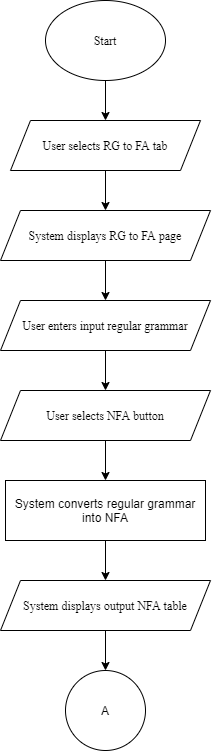 Start
User selects RG to FA tab
System displays RG to FA page
User enters input regular grammar
User selects NFA button
System converts regular grammar
into NFA
System displays output NFA table
A